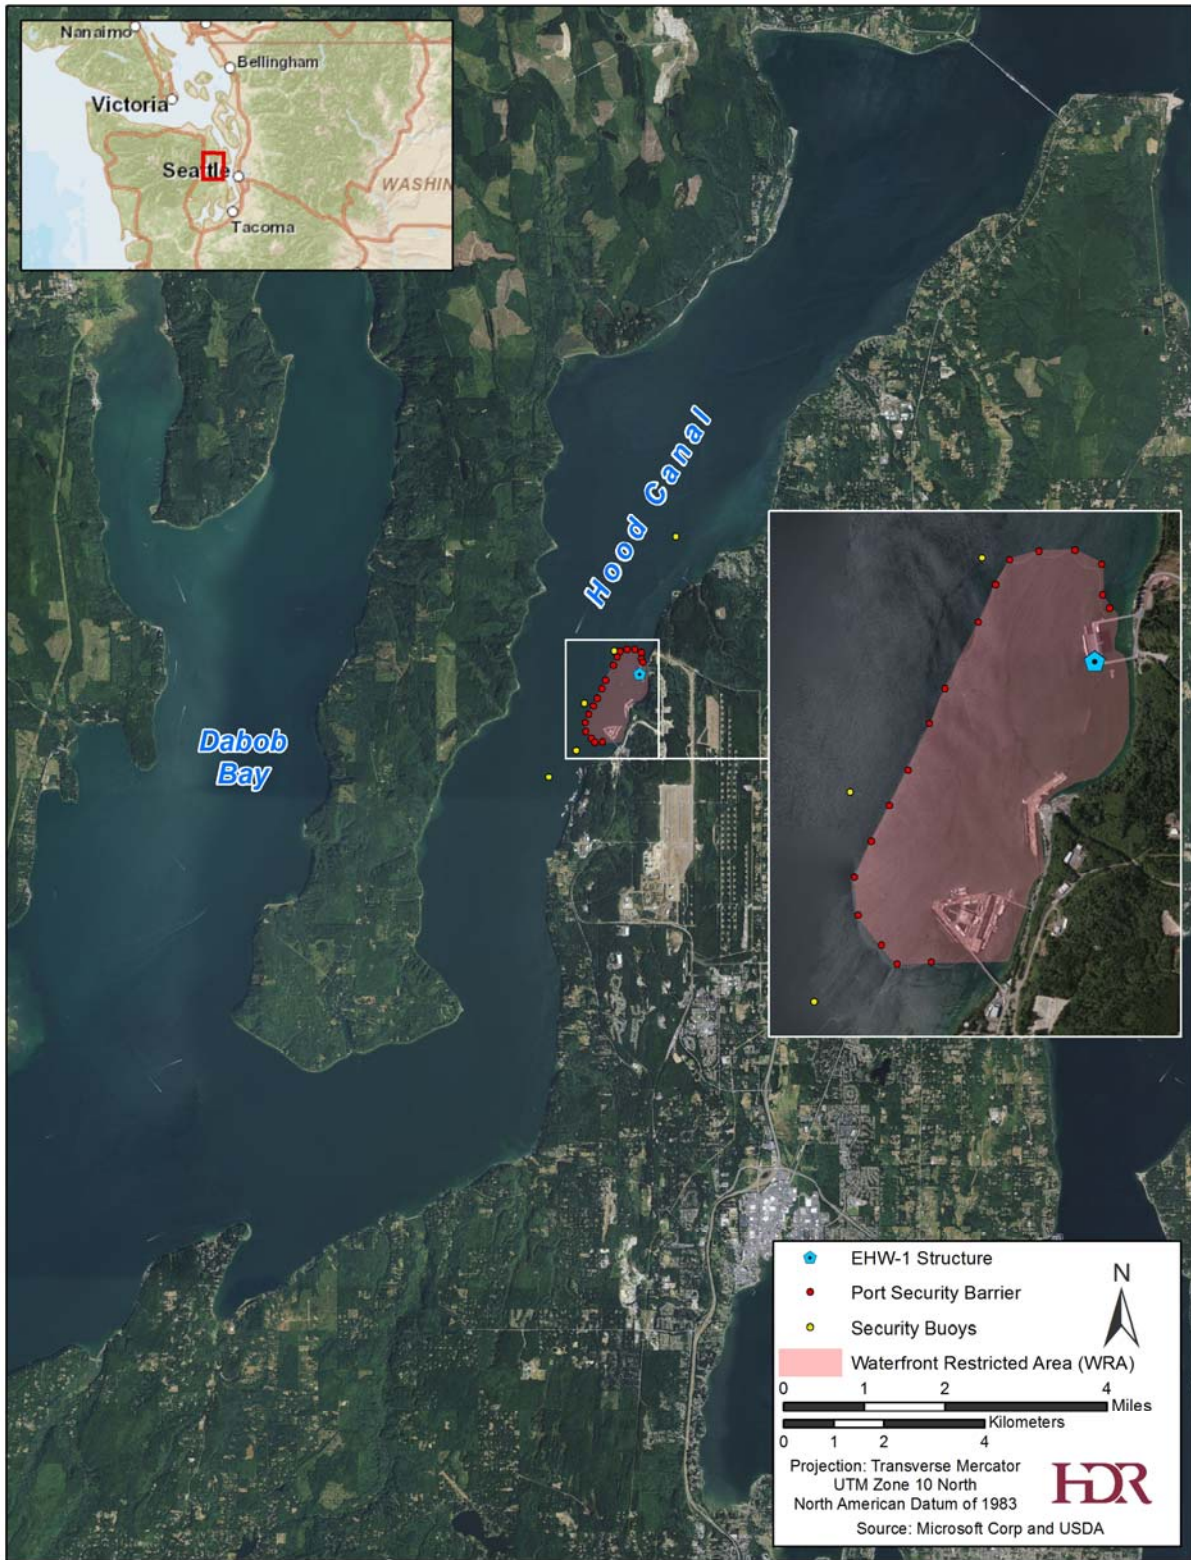 Nanaimo
Bellingham
Victoria
Seattle
WASHIN
Tacoma
Hood Canal
Dabob
Bay
EHW-1 Structure
Port Security Barrier
Security Buoys
Waterfront Restricted Area (WRA)
N
0 1 2 4
Miles
Kilometers
0 1 2 4
Projection: Transverse Mercator
UTM Zone 10 North
North American Datum of 1983
HDR
Source: Microsoft Corp and USDA